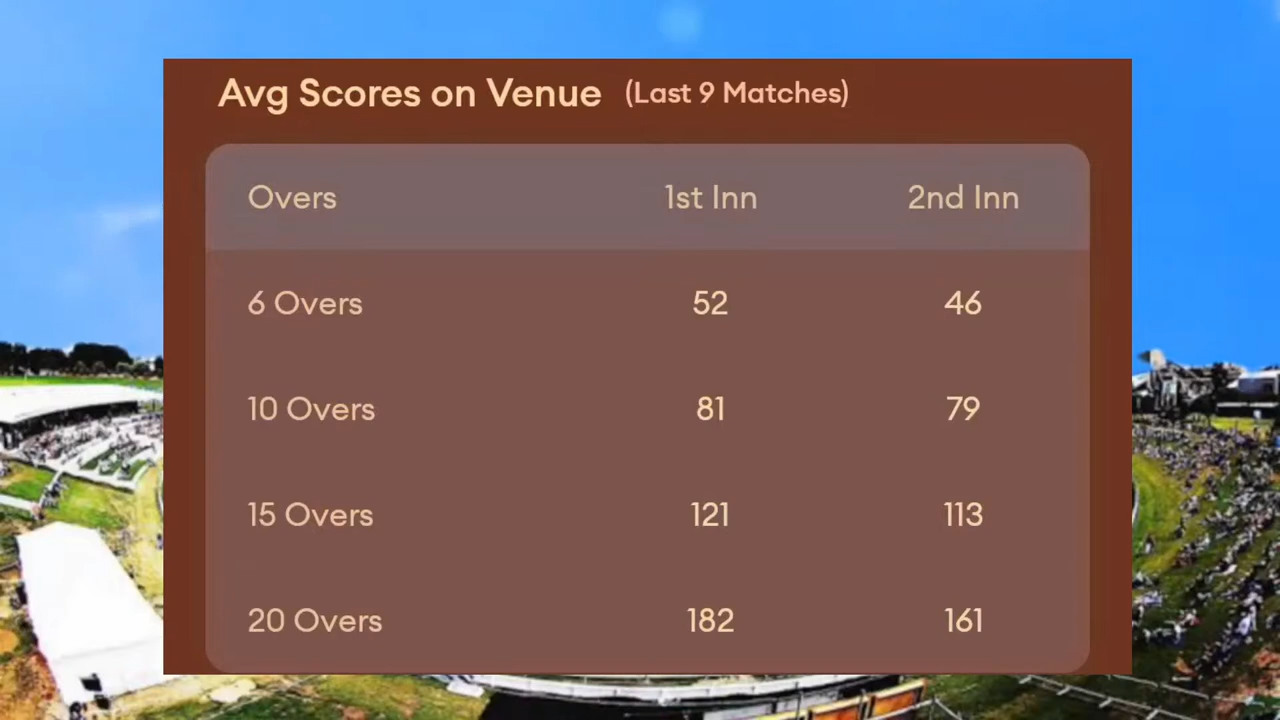 Avg Scores on Venue (Last 9 Matches)
Overs 1st Inn 2nd Inn
6 Overs 52 46
10 Overs 81 79
15 Overs 121 113
20 Overs 182 161